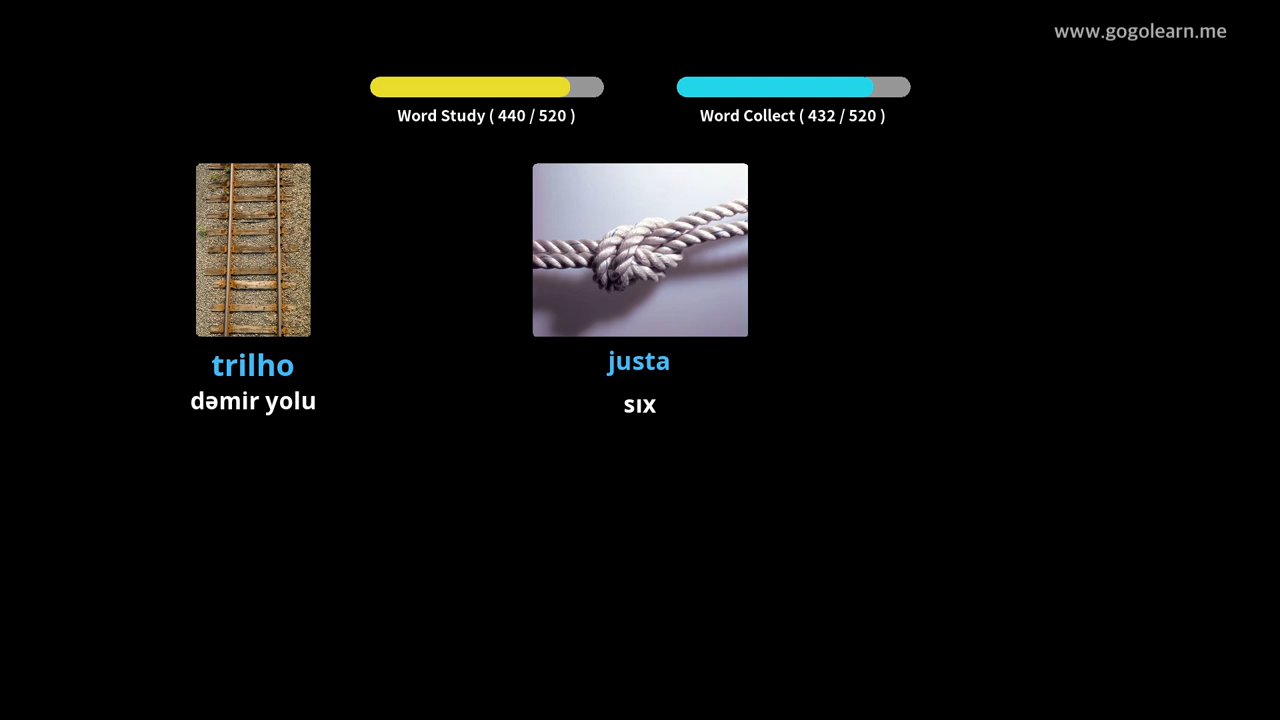 www.gogolearn.me
Word Study ( 440 / 520 )
Word Collect ( 432 / 520 )
trilho
dəmir yolu
justa
sıx